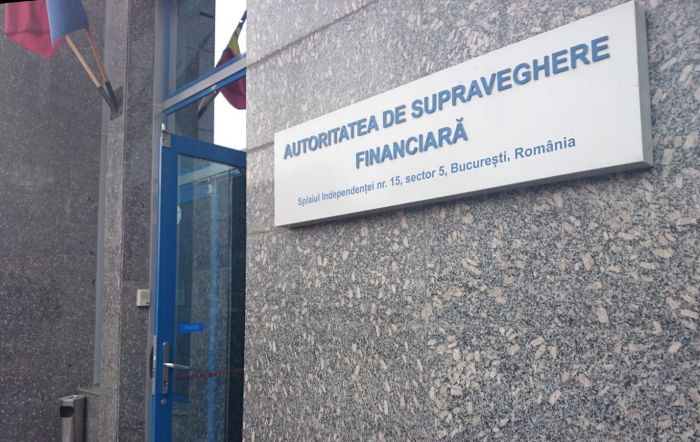 AUTORITATEA DE SUPRAVEGHERE
FINANCIARĂ
Splaiul Independenței nr. 15, sector 5, București, România